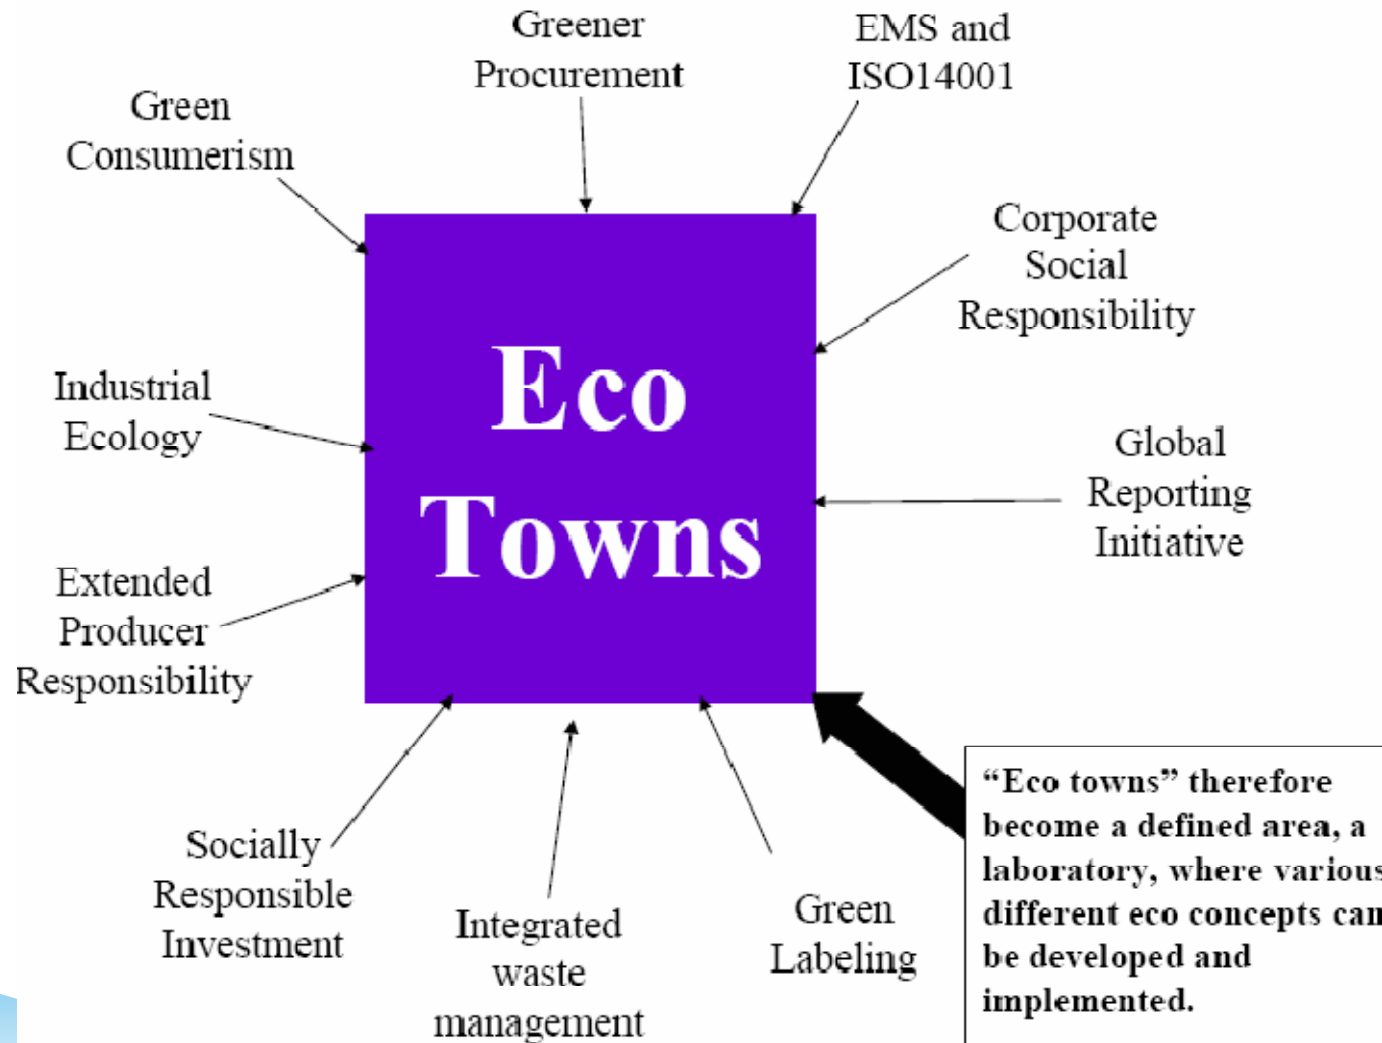 Greener
Procurement
EMS and
ISO14001
Green
Consumerism
Corporate
Social
Responsibility
Eco
Towns
Industrial
Ecology
Global
Reporting
Initiative
Extended
Producer
Responsibility
Socially
Responsible
Investment
Integrated
waste
management
Green
Labeling
“Eco towns” therefore
become a defined area, a
laboratory, where various
different eco concepts can
be developed and
implemented.